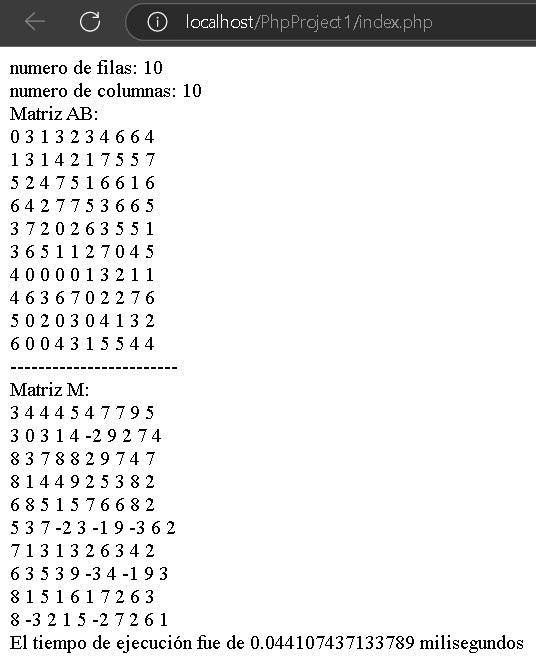 localhost/PhpProject1/index.php
numero de filas: 10
numero de columnas: 10
Matriz AB:
0 3 1 3 2 3 4 6 6 4
1 3 1 4 2 1 7 5 5 7
5 2 4 7 5 1 6 6 1 6
6 4 2 7 7 5 3 6 6 5
3 7 2 0 2 6 3 5 5 1
3 6 5 1 1 2 7 0 4 5
4 0 0 0 0 1 3 2 1 1
4 6 3 6 7 0 2 2 7 6
5 0 2 0 3 0 4 1 3 2
6 0 0 4 3 1 5 5 4 4
------------------------
Matriz M:
3 4 4 4 5 4 7 7 9 5
3 0 3 1 4 -2 9 2 7 4
8 3 7 8 8 2 9 7 4 7
8 1 4 4 9 2 5 3 8 2
6 8 5 1 5 7 6 6 8 2
5 3 7 -2 3 -1 9 -3 6 2
7 1 3 1 3 2 6 3 4 2
6 3 5 3 9 -3 4 -1 9 3
8 1 5 1 6 1 7 2 6 3
8 -3 2 1 5 -2 7 2 6 1
El tiempo de ejecución fue de 0.044107437133789 milisegundos